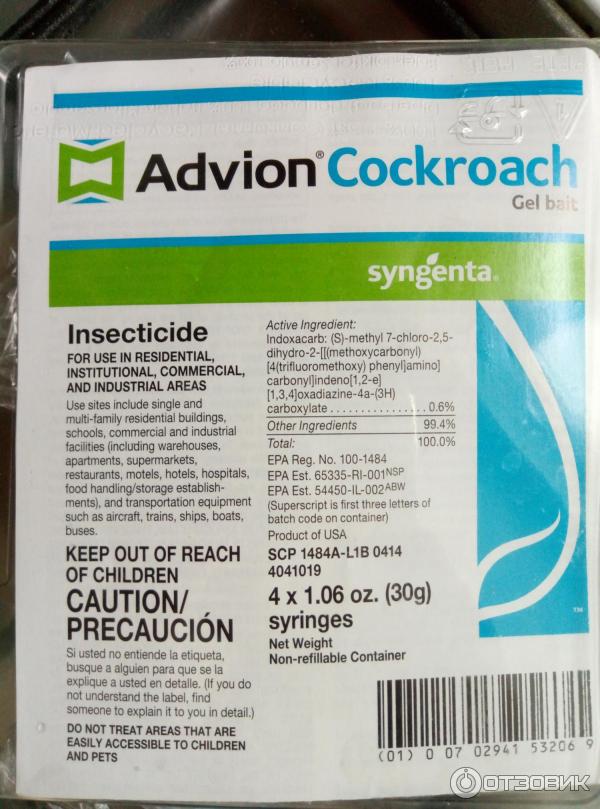 Advion® Cockroach
Gel bait
syngenta®
Insecticide
FOR USE IN RESIDENTIAL,
INSTITUTIONAL, COMMERCIAL,
AND INDUSTRIAL AREAS
Use sites include single and
multi-family residential buildings,
schools, commercial and industrial
facilities (including warehouses,
apartments, supermarkets,
restaurants, motels, hotels, hospitals,
food handling/storage establish-
ments), and transportation equipment
such as aircraft, trains, ships, boats,
buses.
KEEP OUT OF REACH
OF CHILDREN
CAUTION/
PRECAUCIÓN
Si usted no entiende la etiqueta,
busque a alguien para que se la
explique a usted en detalle. (If you do
not understand the label, find
someone to explain it to you in detail.)
DO NOT TREAT AREAS THAT ARE
EASILY ACCESSIBLE TO CHILDREN
AND PETS
Active Ingredient:
Indoxacarb: (S)-methyl 7-chloro-2,5-
dihydro-2-[[(methoxycarbonyl)
[4(trifluoromethoxy) phenyl]amino]
carbonyl]indeno[1,2-e]
[1,3,4]oxadiazine-4a-(3H)
carboxylate . . . . . . . . . . . . . . . . 0.6%
Other Ingredients 99.4%
Total: 100.0%
EPA Reg. No. 100-1484
EPA Est. 65335-RI-001NSP
EPA Est. 54450-IL-002ABW
(Superscript is first three letters of
batch code on container)
Product of USA
SCP 1484A-L1B 0414
4041019
4 x 1.06 oz. (30g)
syringes
Net Weight
Non-refillable Container
TM
(01) 0 07 02941 53206 9
ОТЗОВИК